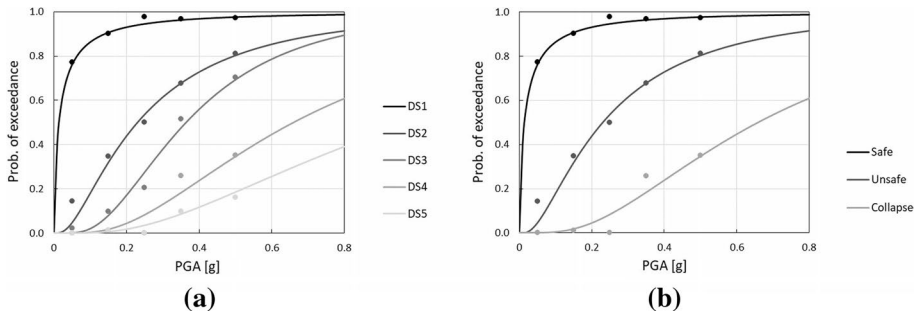 Prob. of exceedance
1.0
0.8
0.6
0.4
0.2
0.0
0 0.2 0.4 0.6 0.8
PGA [g]
DS1
DS2
DS3
DS4
DS5
(a)
Prob. of exceedance
1.0
0.8
0.6
0.4
0.2
0.0
0 0.2 0.4 0.6 0.8
PGA [g]
Safe
Unsafe
Collapse
(b)